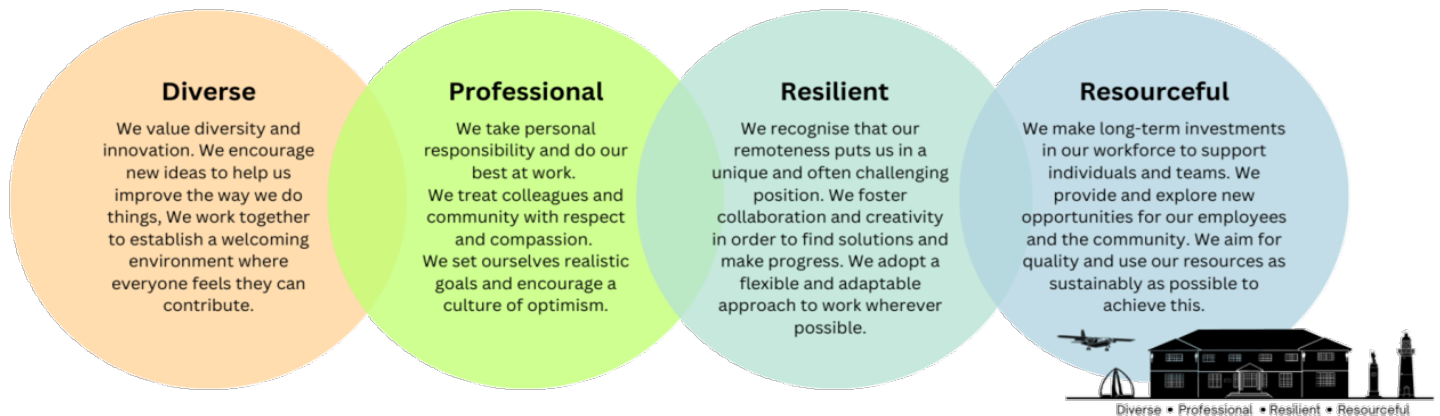 Diverse
We value diversity and
innovation. We encourage
new ideas to help us
improve the way we do
things, We work together
to establish a welcoming
environment where
everyone feels they can
contribute.
Professional
We take personal
responsibility and do our
best at work.
We treat colleagues and
community with respect
and compassion.
We set ourselves realistic
goals and encourage a
culture of optimism.
Resilient
We recognise that our
remoteness puts us in a
unique and often challenging
position. We foster
collaboration and creativity
in order to find solutions and
make progress. We adopt a
flexible and adaptable
approach to work wherever
possible.
Resourceful
We make long-term investments
in our workforce to support
individuals and teams. We
provide and explore new
opportunities for our employees
and the community. We aim for
quality and use our resources as
sustainably as possible to
achieve this.
Diverse • Professional • Resilient • Resourceful